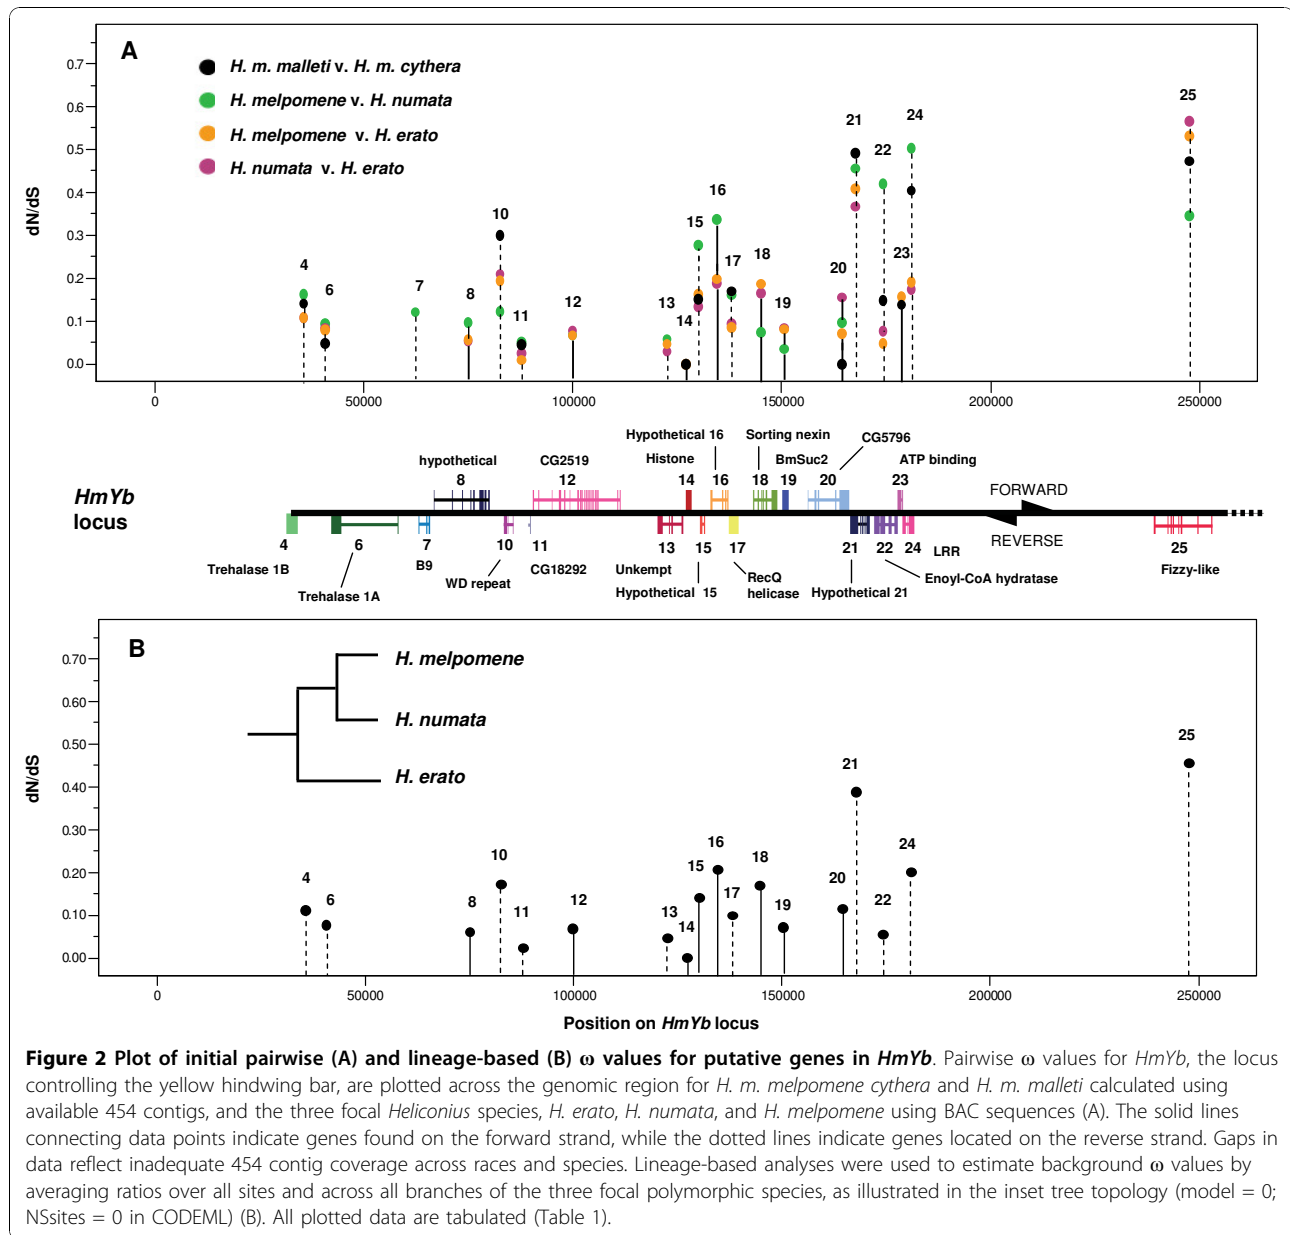 A
H. m. malleti v. H. m. cythera
H. melpomene v. H. numata
H. melpomene v. H. erato
H. numata v. H. erato
dN/dS
0.7
0.6
0.5
0.4
0.3
0.2
0.1
0.0
4
6
7
8
10
11
12
13
14
15
16
17
18
19
20
21
22
23
24
25
0
50000
100000
150000
200000
250000
HmYb
locus
hypothetical
8
CG2519
12
Hypothetical 16
Histone
14
16
Sorting nexin
18
BmSuc2
19
20
CG5796
ATP binding
23
FORWARD
REVERSE
4
Trehalase 1B
6
Trehalase 1A
7
B9
10
WD repeat
11
CG18292
13
Unkempt
15
Hypothetical 15
17
RecQ
helicase
21
Hypothetical 21
22
Enoyl-CoA hydratase
24
LRR
25
Fizzy-like
B
H. melpomene
H. numata
H. erato
dN/dS
0.70
0.60
0.50
0.40
0.30
0.20
0.10
0.00
4
6
8
10
11
12
13
14
15
16
17
18
19
20
21
22
24
25
0
50000
100000
150000
200000
250000
Position on HmYb locus
Figure 2 Plot of initial pairwise (A) and lineage-based (B) ω values for putative genes in HmYb. Pairwise ω values for HmYb, the locus
controlling the yellow hindwing bar, are plotted across the genomic region for H. m. melpomene cythera and H. m. malleti calculated using
available 454 contigs, and the three focal Heliconius species, H. erato, H. numata, and H. melpomene using BAC sequences (A). The solid lines
connecting data points indicate genes found on the forward strand, while the dotted lines indicate genes located on the reverse strand. Gaps in
data reflect inadequate 454 contig coverage across races and species. Lineage-based analyses were used to estimate background ω values by
averaging ratios over all sites and across all branches of the three focal polymorphic species, as illustrated in the inset tree topology (model = 0;
NSsites = 0 in CODEML) (B). All plotted data are tabulated (Table 1).